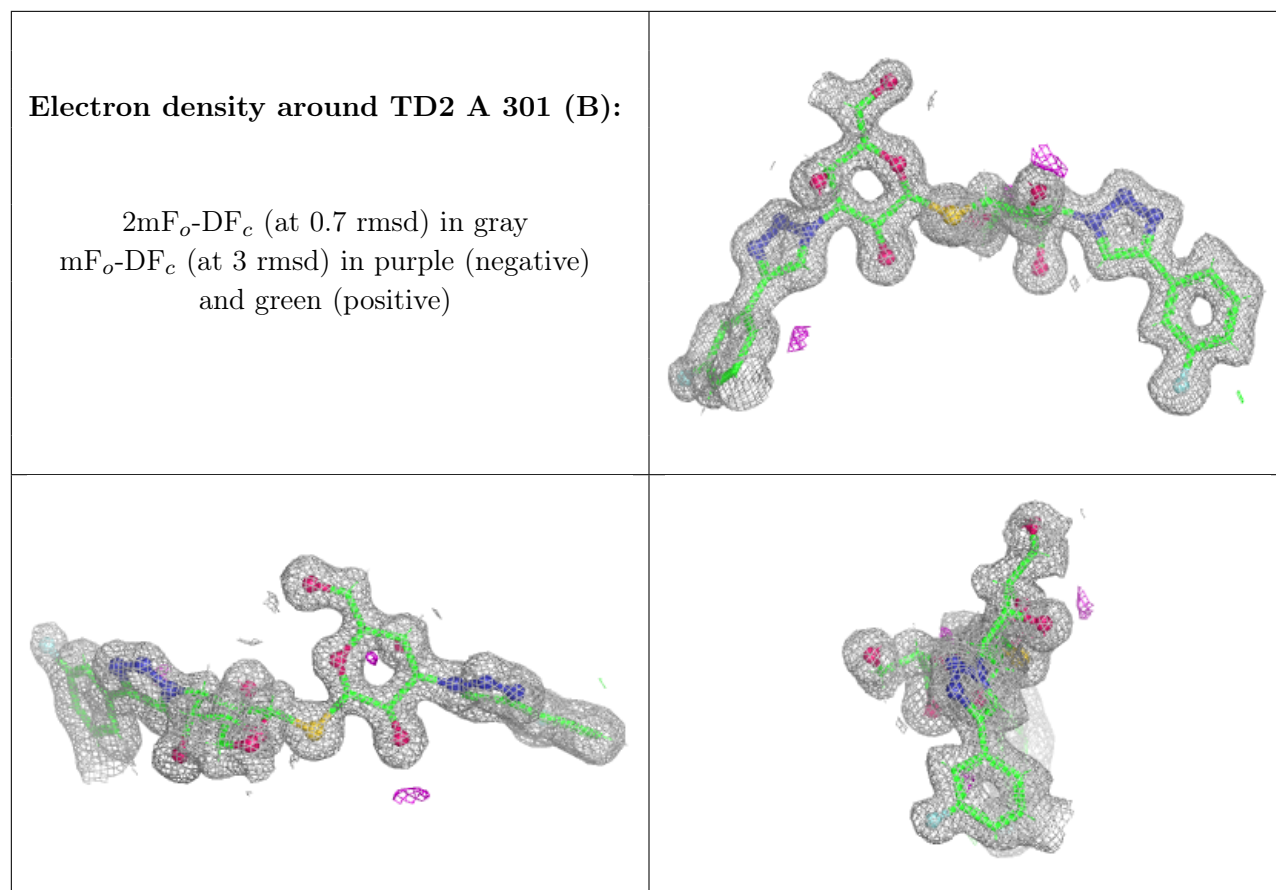 Electron density around TD2 A 301 (B):
2mFₒ-DF𝒸 (at 0.7 rmsd) in gray
mFₒ-DF𝒸 (at 3 rmsd) in purple (negative)
and green (positive)